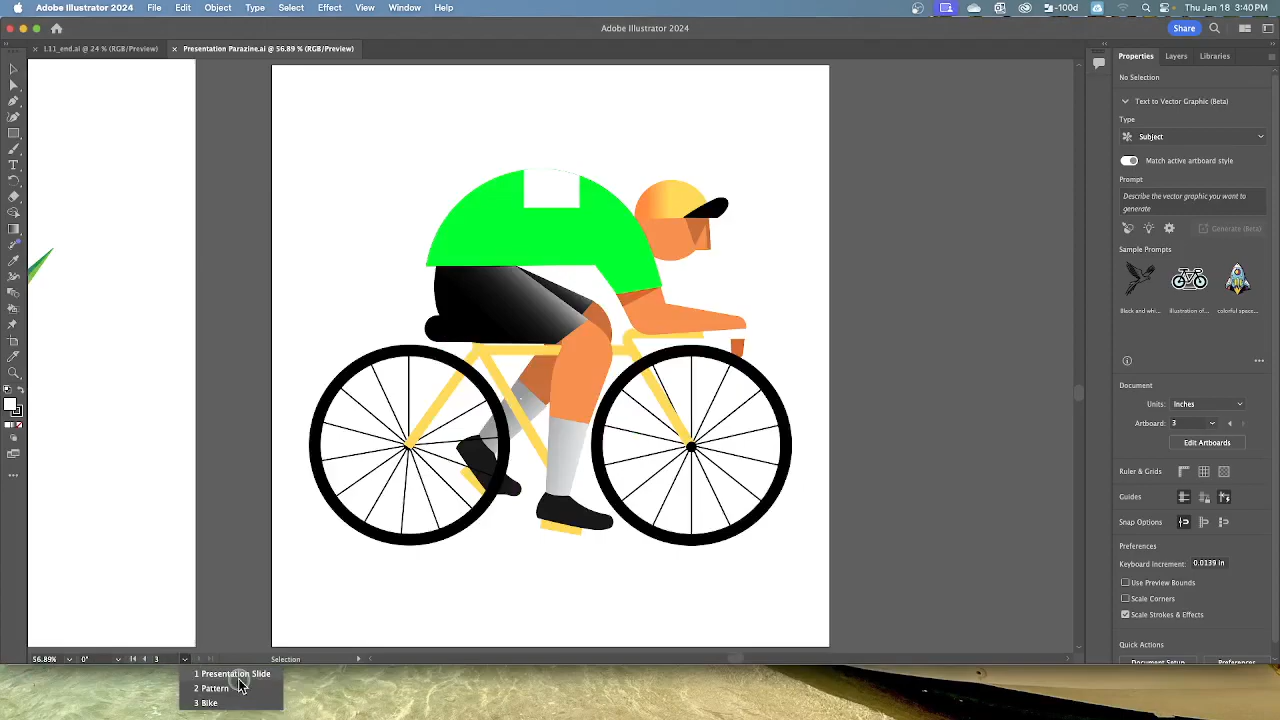 Adobe Illustrator 2024 File Edit Object Type Select Effect View Window Help
-100d
Thu Jan 18 3:40 PM
Adobe Illustrator 2024
Share
L11_end.ai @ 24 % (RGB/Preview)
Presentation Parazine.ai @ 56.89 % (RGB/Preview)
Properties Layers Libraries
No Selection
Text to Vector Graphic (Beta)
Type
Subject
Match active artboard style
Prompt
Describe the vector graphic you want to
generate
Generate (Beta)
Sample Prompts
Black and whi... illustration of... colorful space...
Document
Units: Inches
Artboard: 3
Edit Artboards
Ruler & Grids
Guides
Snap Options
Preferences
Keyboard Increment: 0.0139 in
Use Preview Bounds
Scale Corners
Scale Strokes & Effects
Quick Actions
Document Setup Preferences
56.89% 0° 3 Selection
1 Presentation Slide
2 Pattern
3 Bike